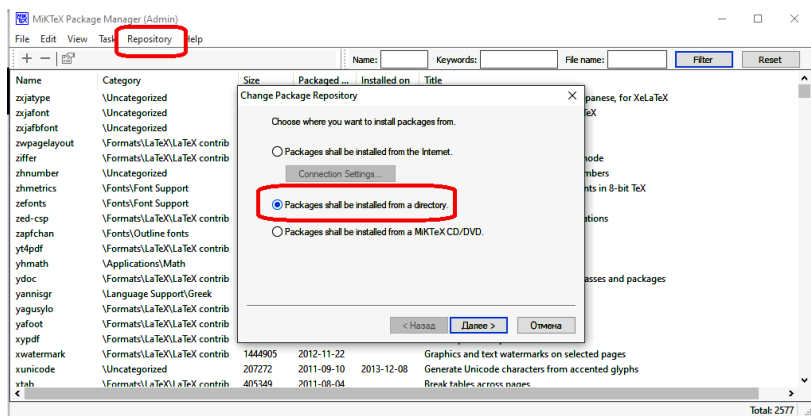 MiKTeX Package Manager (Admin)
File Edit View Task Repository Help
Name: Keywords: File name: Filter Reset
Name Category Size Packaged ... Installed on Title
zxjatype \Uncategorized panese, for XeLaTeX
zxjafont \Uncategorized eX
zxjafbfont \Uncategorized
zwpagelayout \Formats\LaTeX\LaTeX contrib
ziffer \Formats\LaTeX\LaTeX contrib ode
zhnumber \Uncategorized mbers
zhmetrics \Fonts\Font Support nts in 8-bit TeX
zefonts \Fonts\Font Support
zed-csp \Formats\LaTeX\LaTeX contrib ations
zapfchan \Fonts\Outline fonts
yt4pdf \Formats\LaTeX\LaTeX contrib
yhmath \Applications\Math
ydoc \Formats\LaTeX\LaTeX contrib asses and packages
yannisgr \Language Support\Greek
yagusylo \Formats\LaTeX\LaTeX contrib
yafoot \Formats\LaTeX\LaTeX contrib
xypdf \Formats\LaTeX\LaTeX contrib
xwatermark \Formats\LaTeX\LaTeX contrib 1444905 2012-11-22 Graphics and text watermarks on selected pages
xunicode \Uncategorized 207272 2011-09-10 2013-12-08 Generate Unicode characters from accented glyphs
xtab \Formats\LaTeX\LaTeX contrib 405349 2011-08-04 Break tables across pages
Change Package Repository
Choose where you want to install packages from.
Packages shall be installed from the Internet.
Connection Settings...
Packages shall be installed from a directory.
Packages shall be installed from a MiKTeX CD/DVD.
< Назад Далее > Отмена
Total: 2577